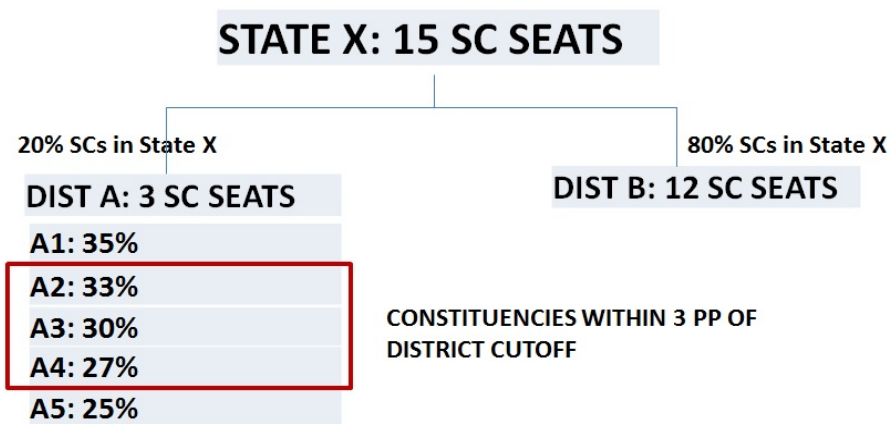 STATE X: 15 SC SEATS
20% SCs in State X
80% SCs in State X
DIST A: 3 SC SEATS
DIST B: 12 SC SEATS
A1: 35%
A2: 33%
A3: 30%
A4: 27%
A5: 25%
CONSTITUENCIES WITHIN 3 PP OF
DISTRICT CUTOFF